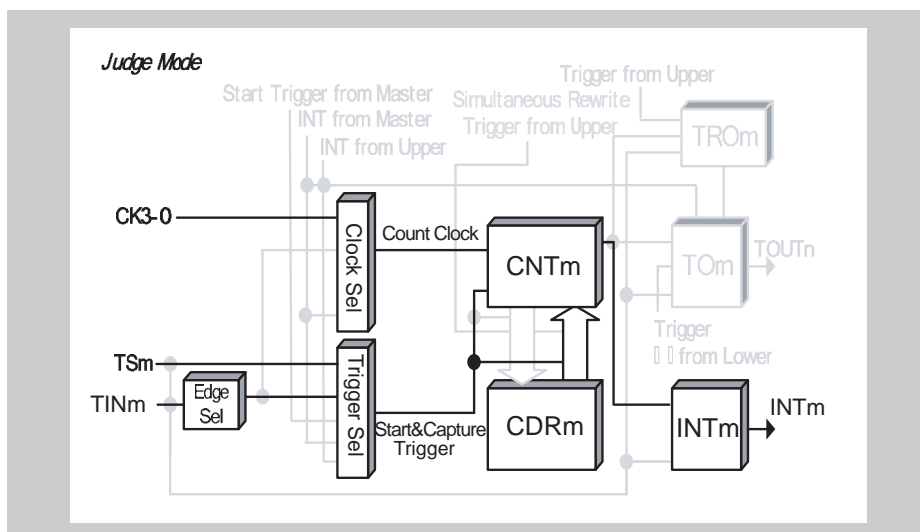 Judge Mode
Trigger from Upper
Start Trigger from Master
Simultaneous Rewrite
INT from Master
Trigger from Upper
INT from Upper
TROm
CK3-0
Clock Sel
Count Clock
CNTm
TOm
TOUTn
Trigger
from Lower
TSm
TINm
Edge
Sel
Trigger Sel
Start&Capture
Trigger
CDRm
INTm
INTm